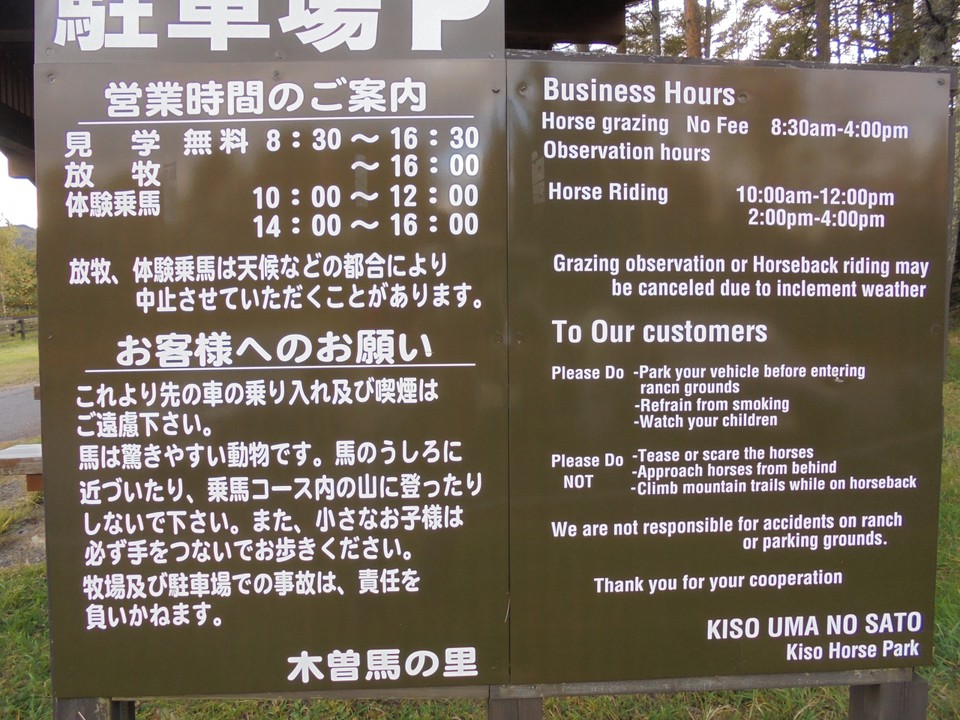 駐車場P
営業時間のご案内
見 学 無料 8：30～16：30
放 牧 ～16：00
体験乗馬 10：00～12：00
14：00～16：00
放牧、体験乗馬は天候などの都合により
中止させていただくことがあります。
お客様へのお願い
これより先の車の乗り入れ及び喫煙は
ご遠慮下さい。
馬は驚きやすい動物です。馬のうしろに
近づいたり、乗馬コース内の山に登ったり
しないで下さい。また、小さなお子様は
必ず手をつないでお歩きください。
牧場及び駐車場での事故は、責任を
負いかねます。
木曽馬の里
Business Hours
Horse grazing No Fee 8:30am-4:00pm
Observation hours
Horse Riding 10:00am-12:00pm
2:00pm-4:00pm
Grazing observation or Horseback riding may
be canceled due to inclement weather
To Our customers
Please Do -Park your vehicle before entering
rancn grounds
-Refrain from smoking
-Watch your children
Please Do -Tease or scare the horses
NOT -Approach horses from behind
-Climb mountain trails while on horseback
We are not responsible for accidents on ranch
or parking grounds.
Thank you for your cooperation
KISO UMA NO SATO
Kiso Horse Park